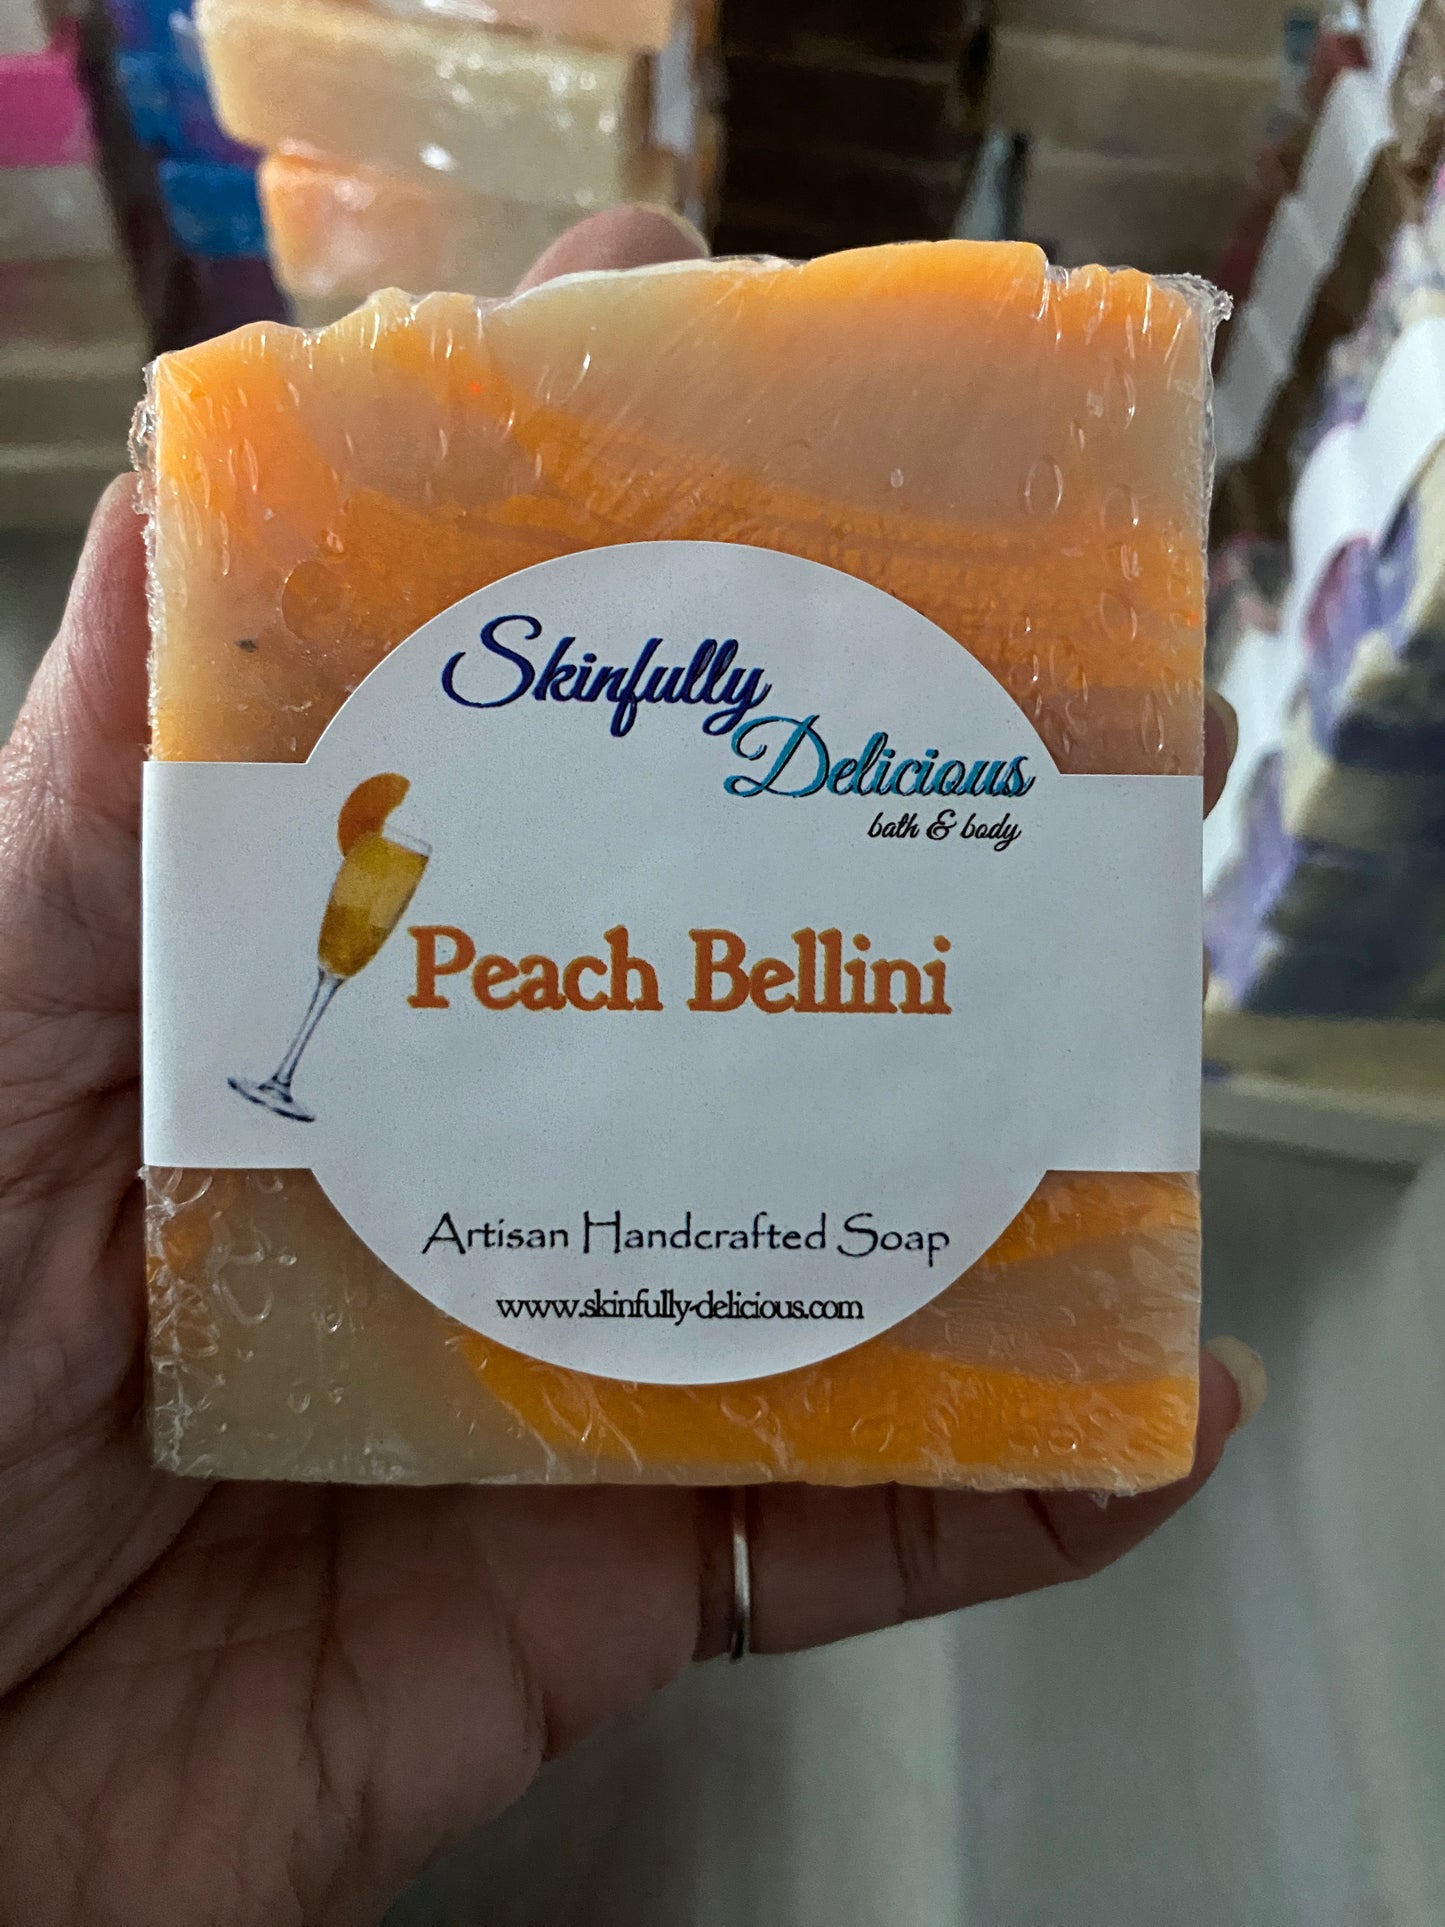 Skinfully
Delicious
bath & body
Peach Bellini
Artisan Handcrafted Soap
www.skinfully-delicious.com